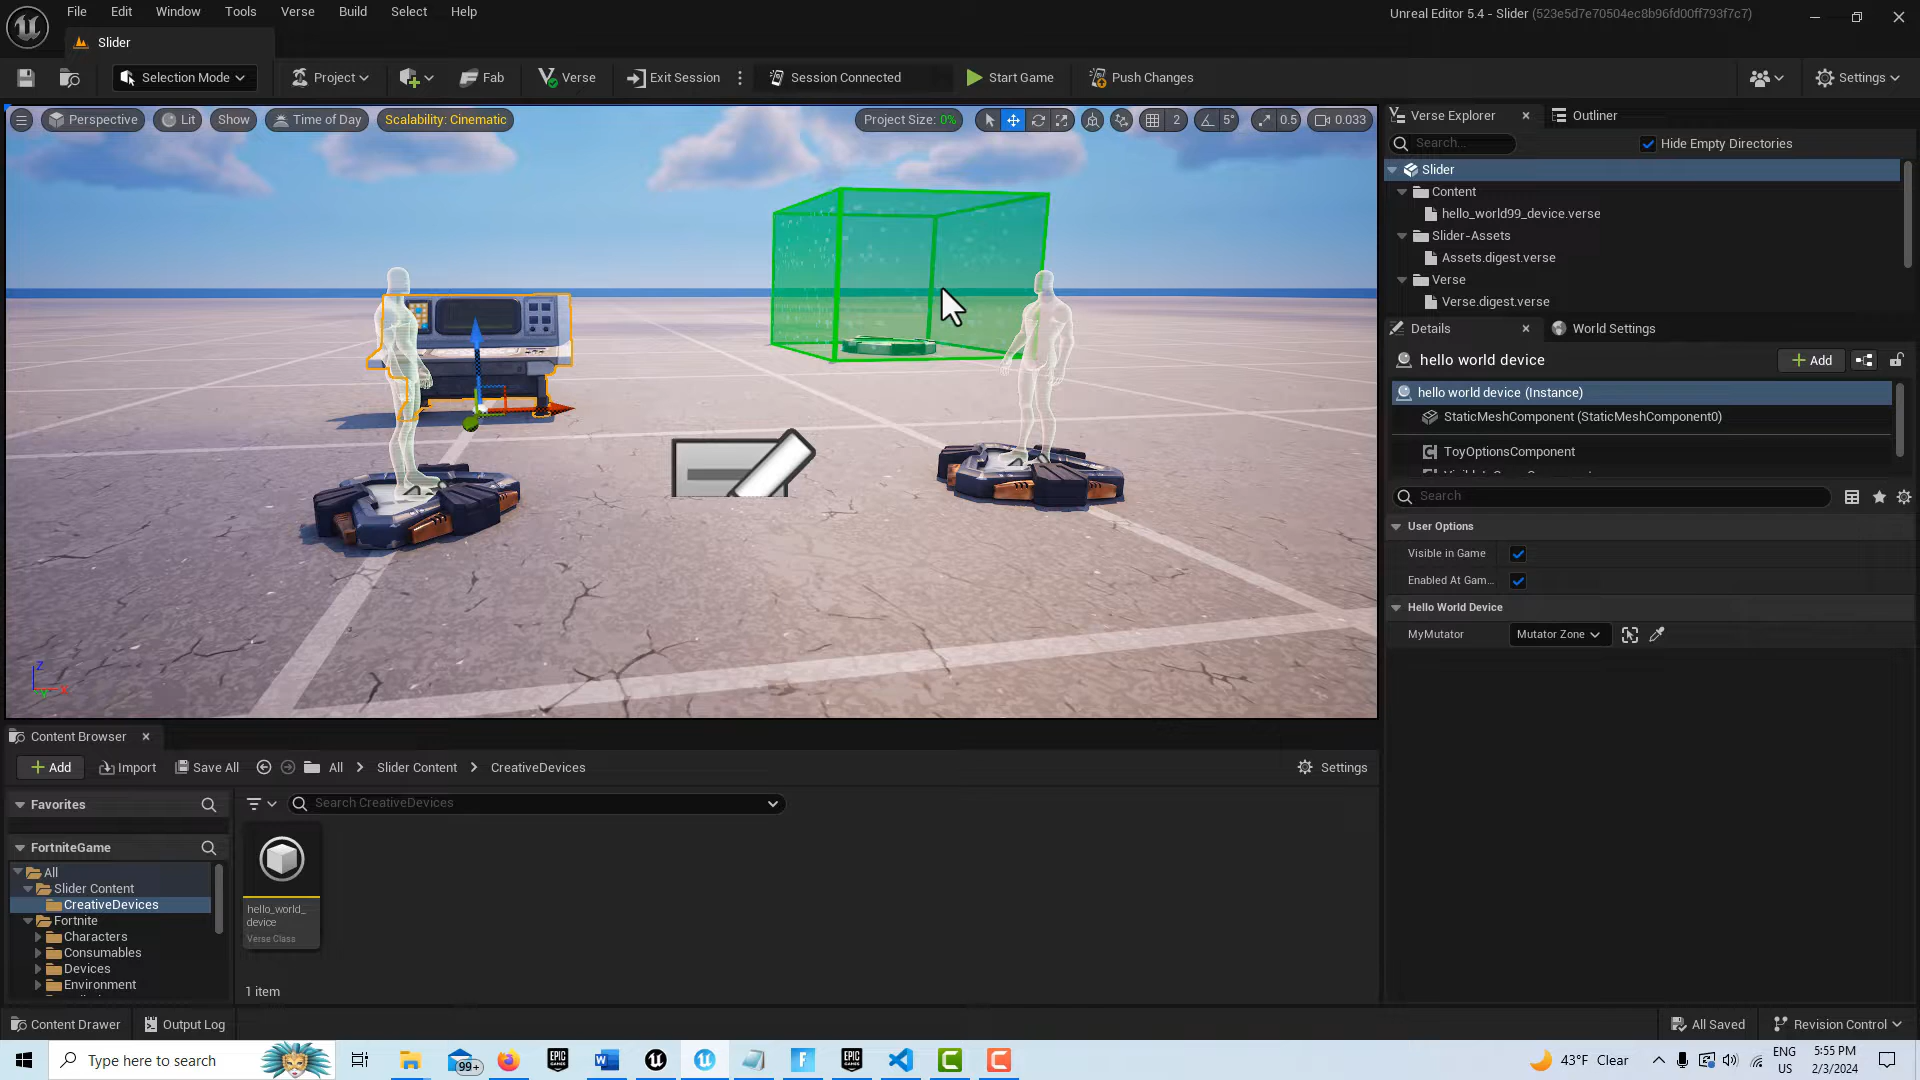 File Edit Window Tools Verse Build Select Help
Unreal Editor 5.4 - Slider (523e5d7e70504ec8b96fd00ff793f7c7)
Slider
Selection Mode
Project
Fab
Verse
Exit Session
Session Connected
Start Game
Push Changes
Settings
Perspective
Lit
Show
Time of Day
Scalability: Cinematic
Project Size: 0%
2
5°
0.5
0.033
Z
X
Verse Explorer
Outliner
Search...
Hide Empty Directories
Slider
Content
hello_world99_device.verse
Slider-Assets
Assets.digest.verse
Verse
Verse.digest.verse
Details
World Settings
hello world device
Add
hello world device (Instance)
StaticMeshComponent (StaticMeshComponent0)
ToyOptionsComponent
Search
User Options
Visible in Game
Enabled At Gam...
Hello World Device
MyMutator
Mutator Zone
Content Browser
Add
Import
Save All
All
Slider Content
CreativeDevices
Settings
Favorites
FortniteGame
All
Slider Content
CreativeDevices
Fortnite
Characters
Consumables
Devices
Environment
Search CreativeDevices
hello_world_
device
Verse Class
1 item
Content Drawer
Output Log
All Saved
Revision Control
Type here to search
99+
EPIC
GAMES
EPIC
GAMES
43°F Clear
ENG
US
5:55 PM
2/3/2024